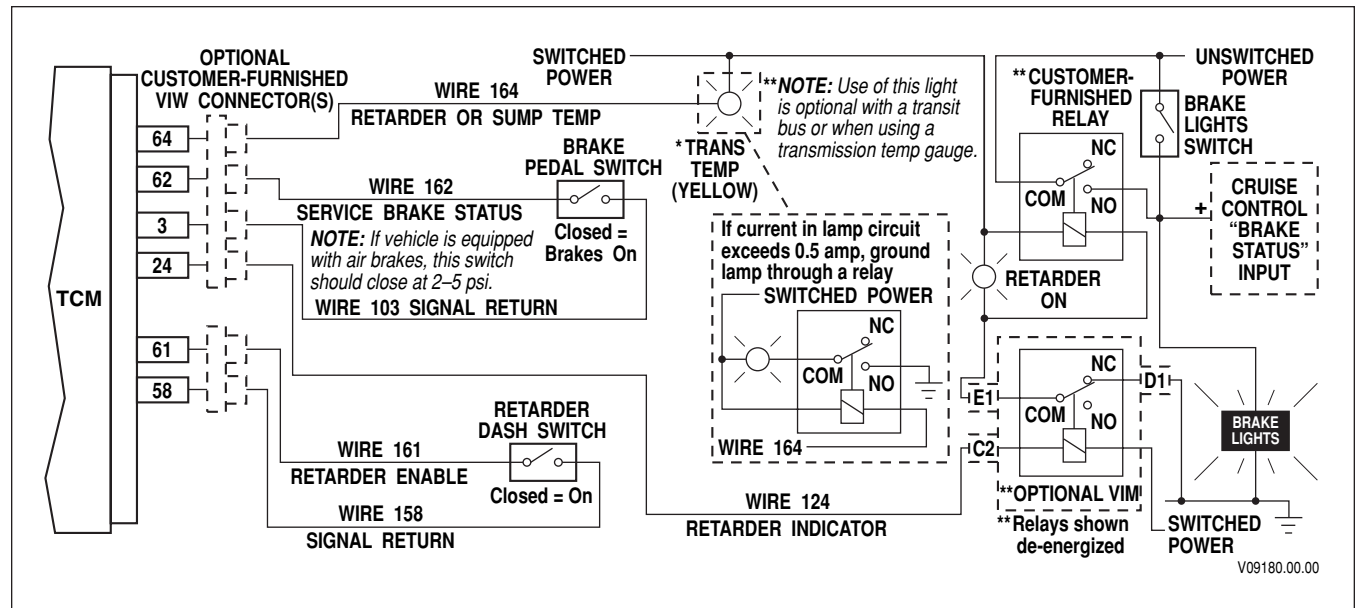 OPTIONAL
CUSTOMER-FURNISHED
VIW CONNECTOR(S)
SWITCHED
POWER
WIRE 164
RETARDER OR SUMP TEMP
**NOTE: Use of this light
is optional with a transit
bus or when using a
transmission temp gauge.
*TRANS
TEMP
(YELLOW)
**CUSTOMER-
FURNISHED
RELAY
UNSWITCHED
POWER
BRAKE
LIGHTS
SWITCH
64
62
3
24
TCM
61
58
BRAKE
PEDAL SWITCH
WIRE 162
SERVICE BRAKE STATUS
Closed =
Brakes On
NOTE: If vehicle is equipped
with air brakes, this switch
should close at 2–5 psi.
WIRE 103 SIGNAL RETURN
NC
COM
NO
+
CRUISE
CONTROL
“BRAKE
STATUS”
INPUT
If current in lamp circuit
exceeds 0.5 amp, ground
lamp through a relay
SWITCHED POWER
NC
COM
NO
WIRE 164
RETARDER
ON
NC
D1
E1
COM
NO
C2
BRAKE
LIGHTS
RETARDER
DASH SWITCH
WIRE 161
RETARDER ENABLE
Closed = On
WIRE 158
SIGNAL RETURN
WIRE 124
RETARDER INDICATOR
**OPTIONAL VIM
**Relays shown
de-energized
SWITCHED
POWER
V09180.00.00